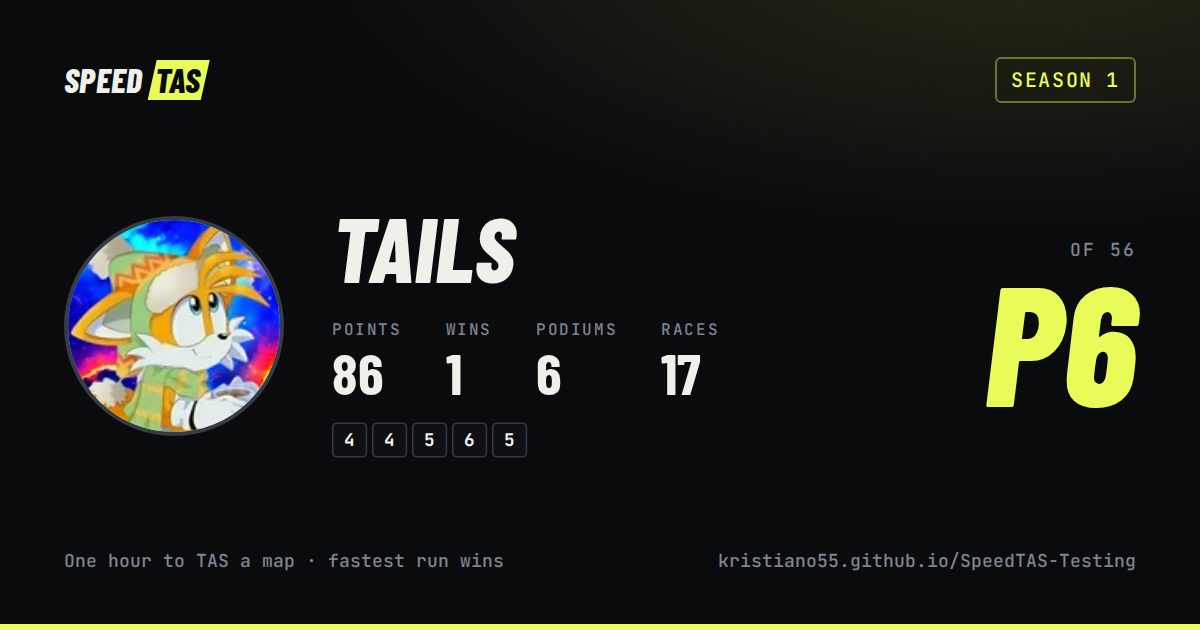 SPEED TAS
SEASON 1
TAILS
OF 56
P6
POINTS WINS PODIUMS RACES
86 1 6 17
4 4 5 6 5
One hour to TAS a map · fastest run wins
kristiano55.github.io/SpeedTAS-Testing